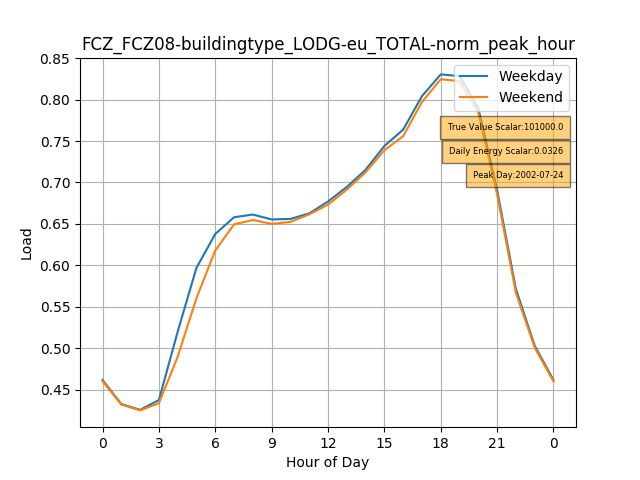 FCZ_FCZ08-buildingtype_LODG-eu_TOTAL-norm_peak_hour
0.85
0.80
0.75
0.70
0.65
0.60
0.55
0.50
0.45
Load
Weekday
Weekend
True Value Scalar:101000.0
Daily Energy Scalar:0.0326
Peak Day:2002-07-24
0 3 6 9 12 15 18 21 0
Hour of Day